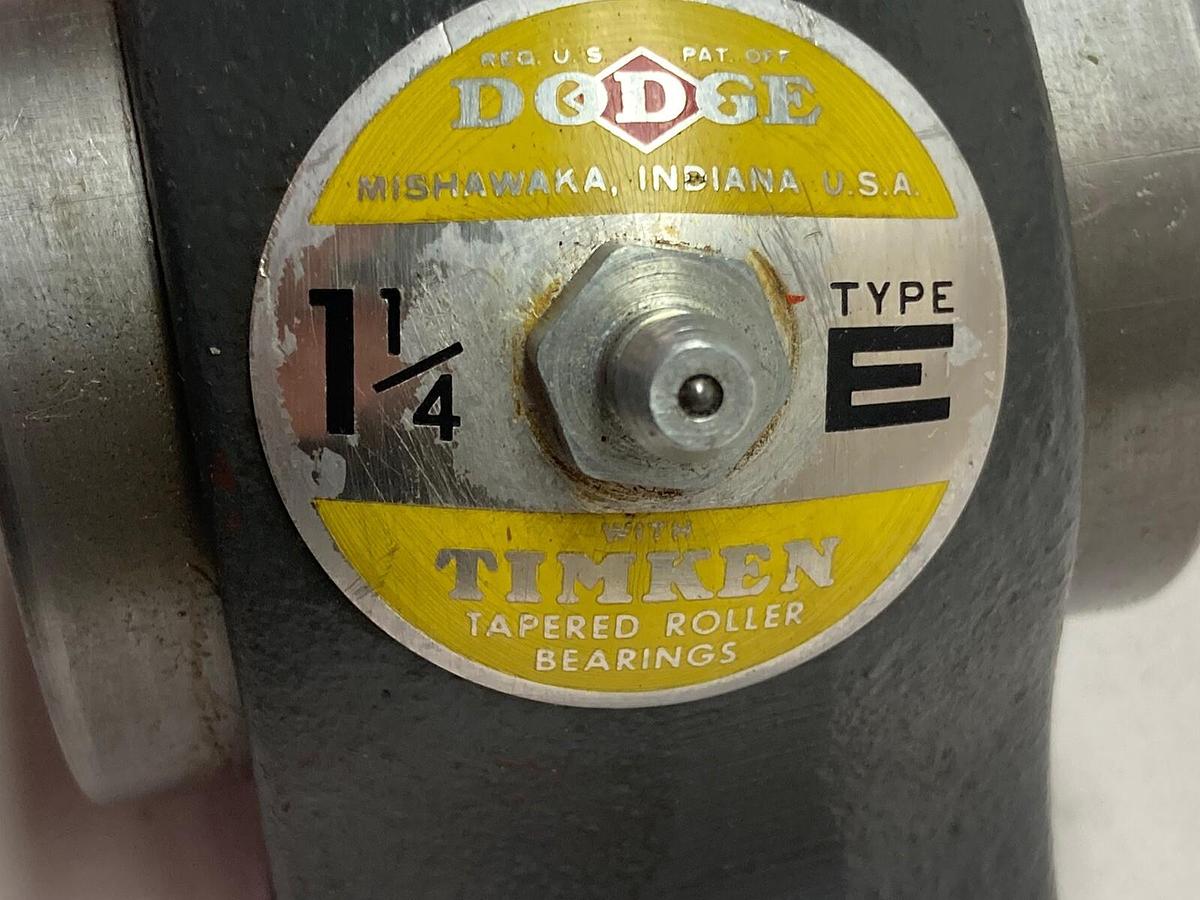 REG. U.S. PAT. OFF.
DODGE
MISHAWAKA, INDIANA U.S.A.
1 1/4
TYPE
E
WITH
TIMKEN
TAPERED ROLLER
BEARINGS